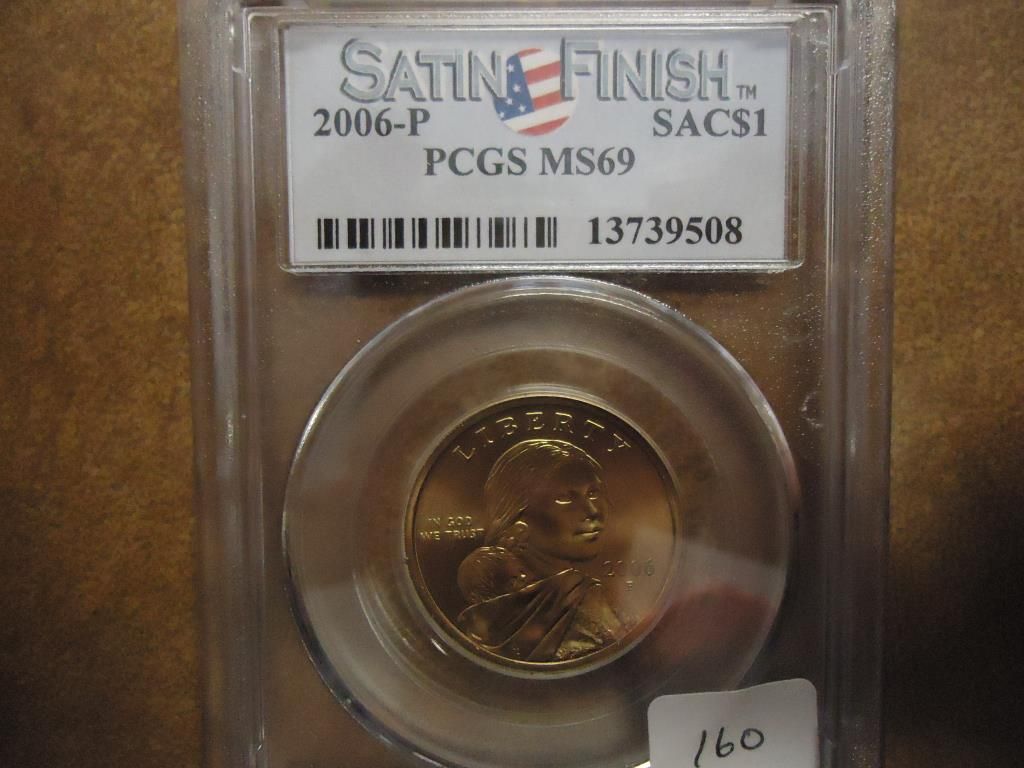 SATIN FINISH™
2006-P SAC$1
PCGS MS69
13739508
LIBERTY
IN GOD
WE TRUST
2006
P
160